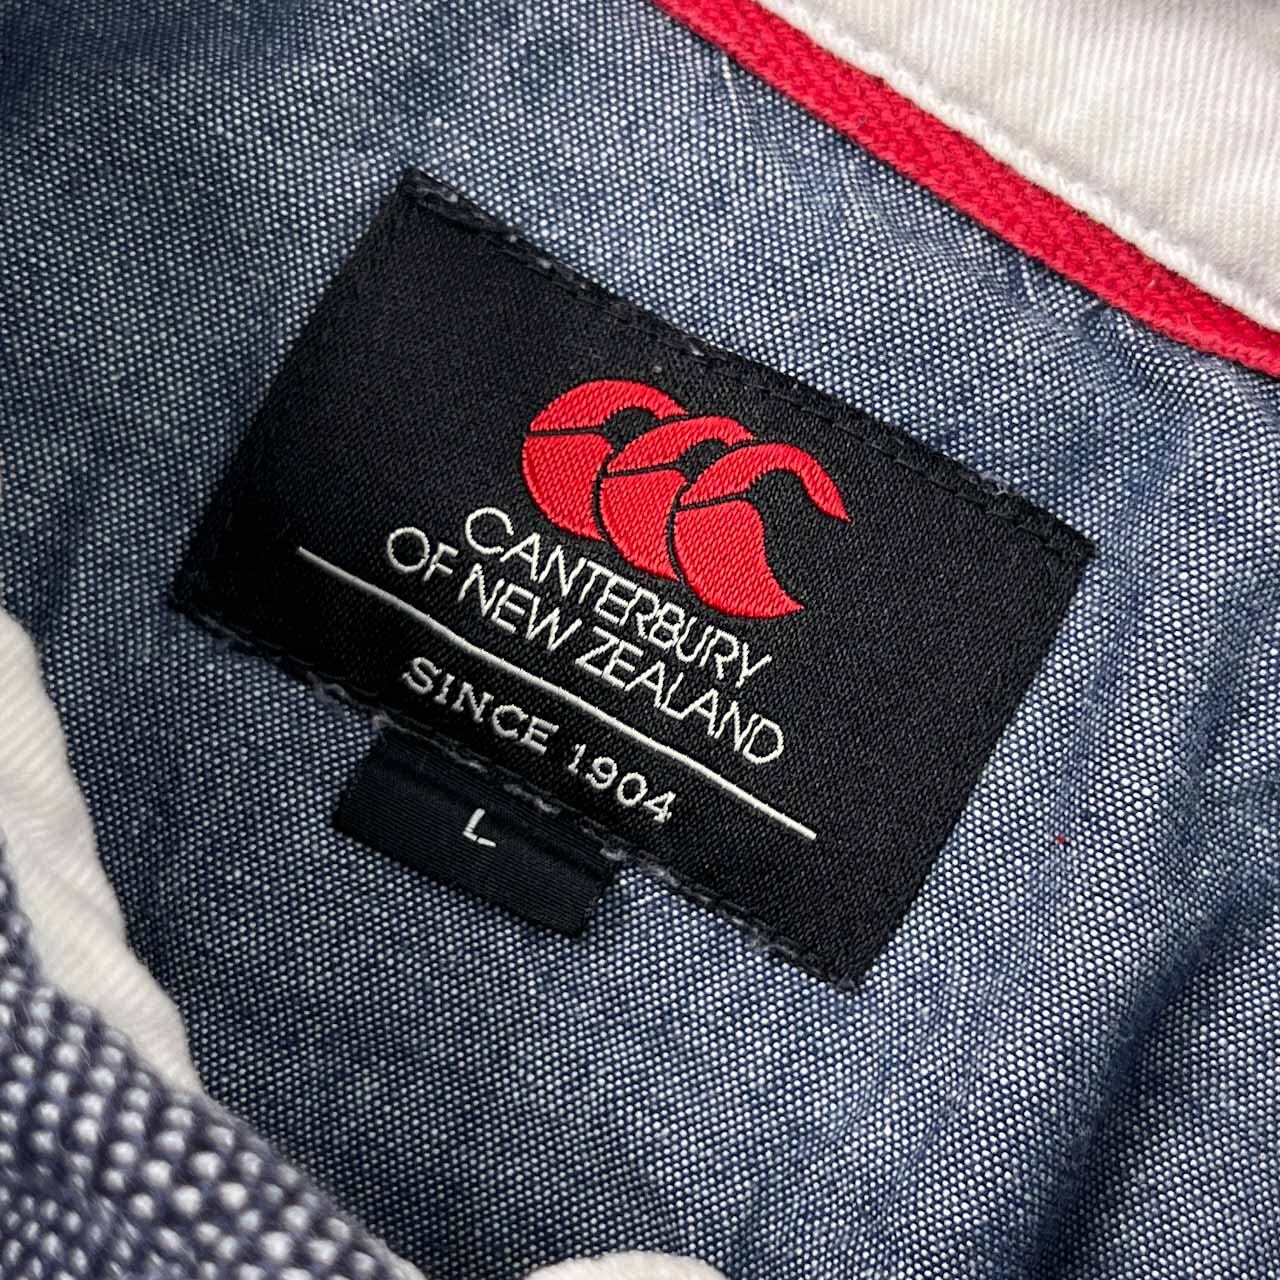 CANTERBURY
OF NEW ZEALAND
SINCE 1904
L